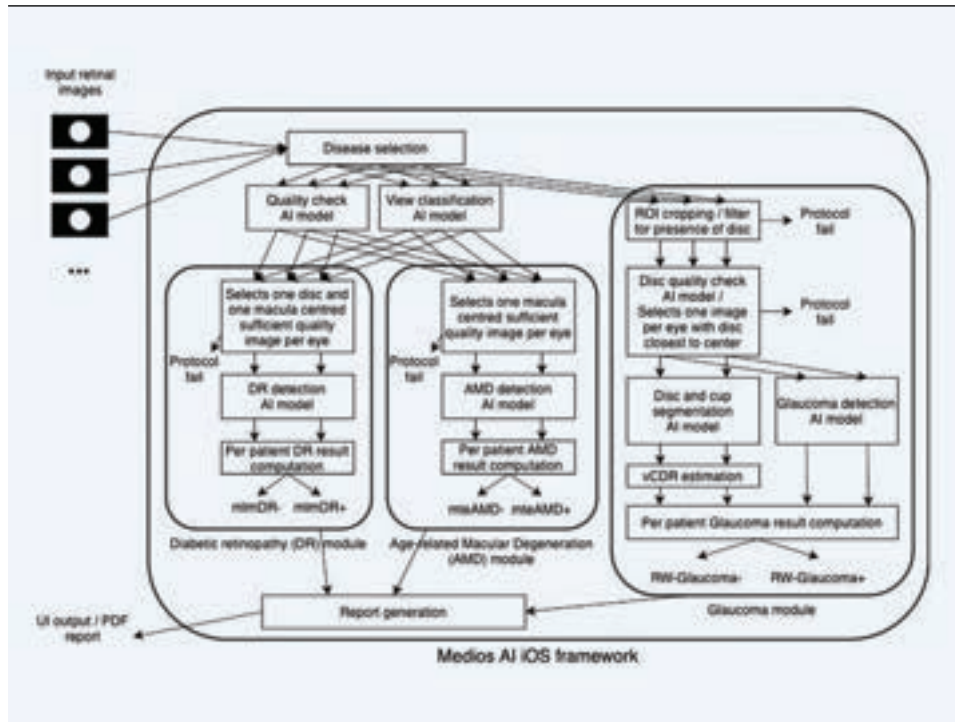 Input retinal
images
...
Disease selection
Quality check
AI model
View classification
AI model
ROI cropping / filter
for presence of disc
Protocol
fail
Selects one disc and
one macula centred
sufficient quality
image per eye
Protocol
fail
DR detection
AI model
Per patient DR result
computation
mtmDR- mtmDR+
Diabetic retinopathy (DR) module
Selects one macula
centred sufficient
quality image per eye
Protocol
fail
AMD detection
AI model
Per patient AMD
result computation
mteAMD- mteAMD+
Age-related Macular Degeneration
(AMD) module
Disc quality check
AI model /
Selects one image
per eye with disc
closest to center
Protocol
fail
Disc and cup
segmentation
AI model
Glaucoma detection
AI model
vCDR estimation
Per patient Glaucoma result computation
RW-Glaucoma- RW-Glaucoma+
Glaucoma module
Report generation
UI output / PDF
report
Medios AI iOS framework